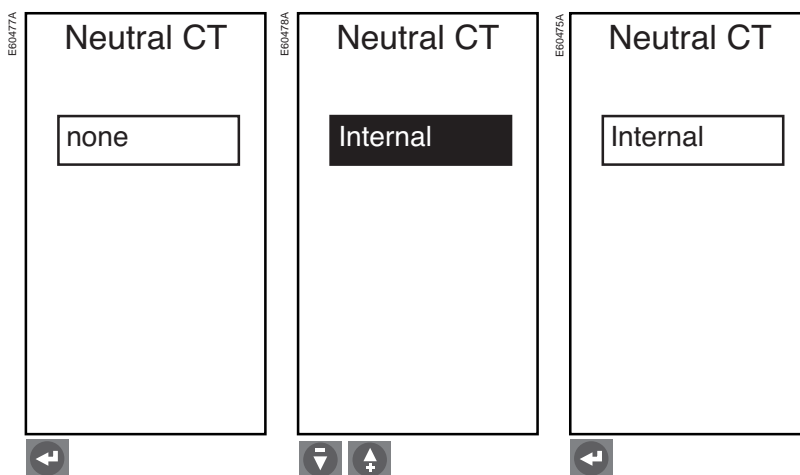 E60477A
Neutral CT
none
E60478A
Neutral CT
Internal
E60475A
Neutral CT
Internal